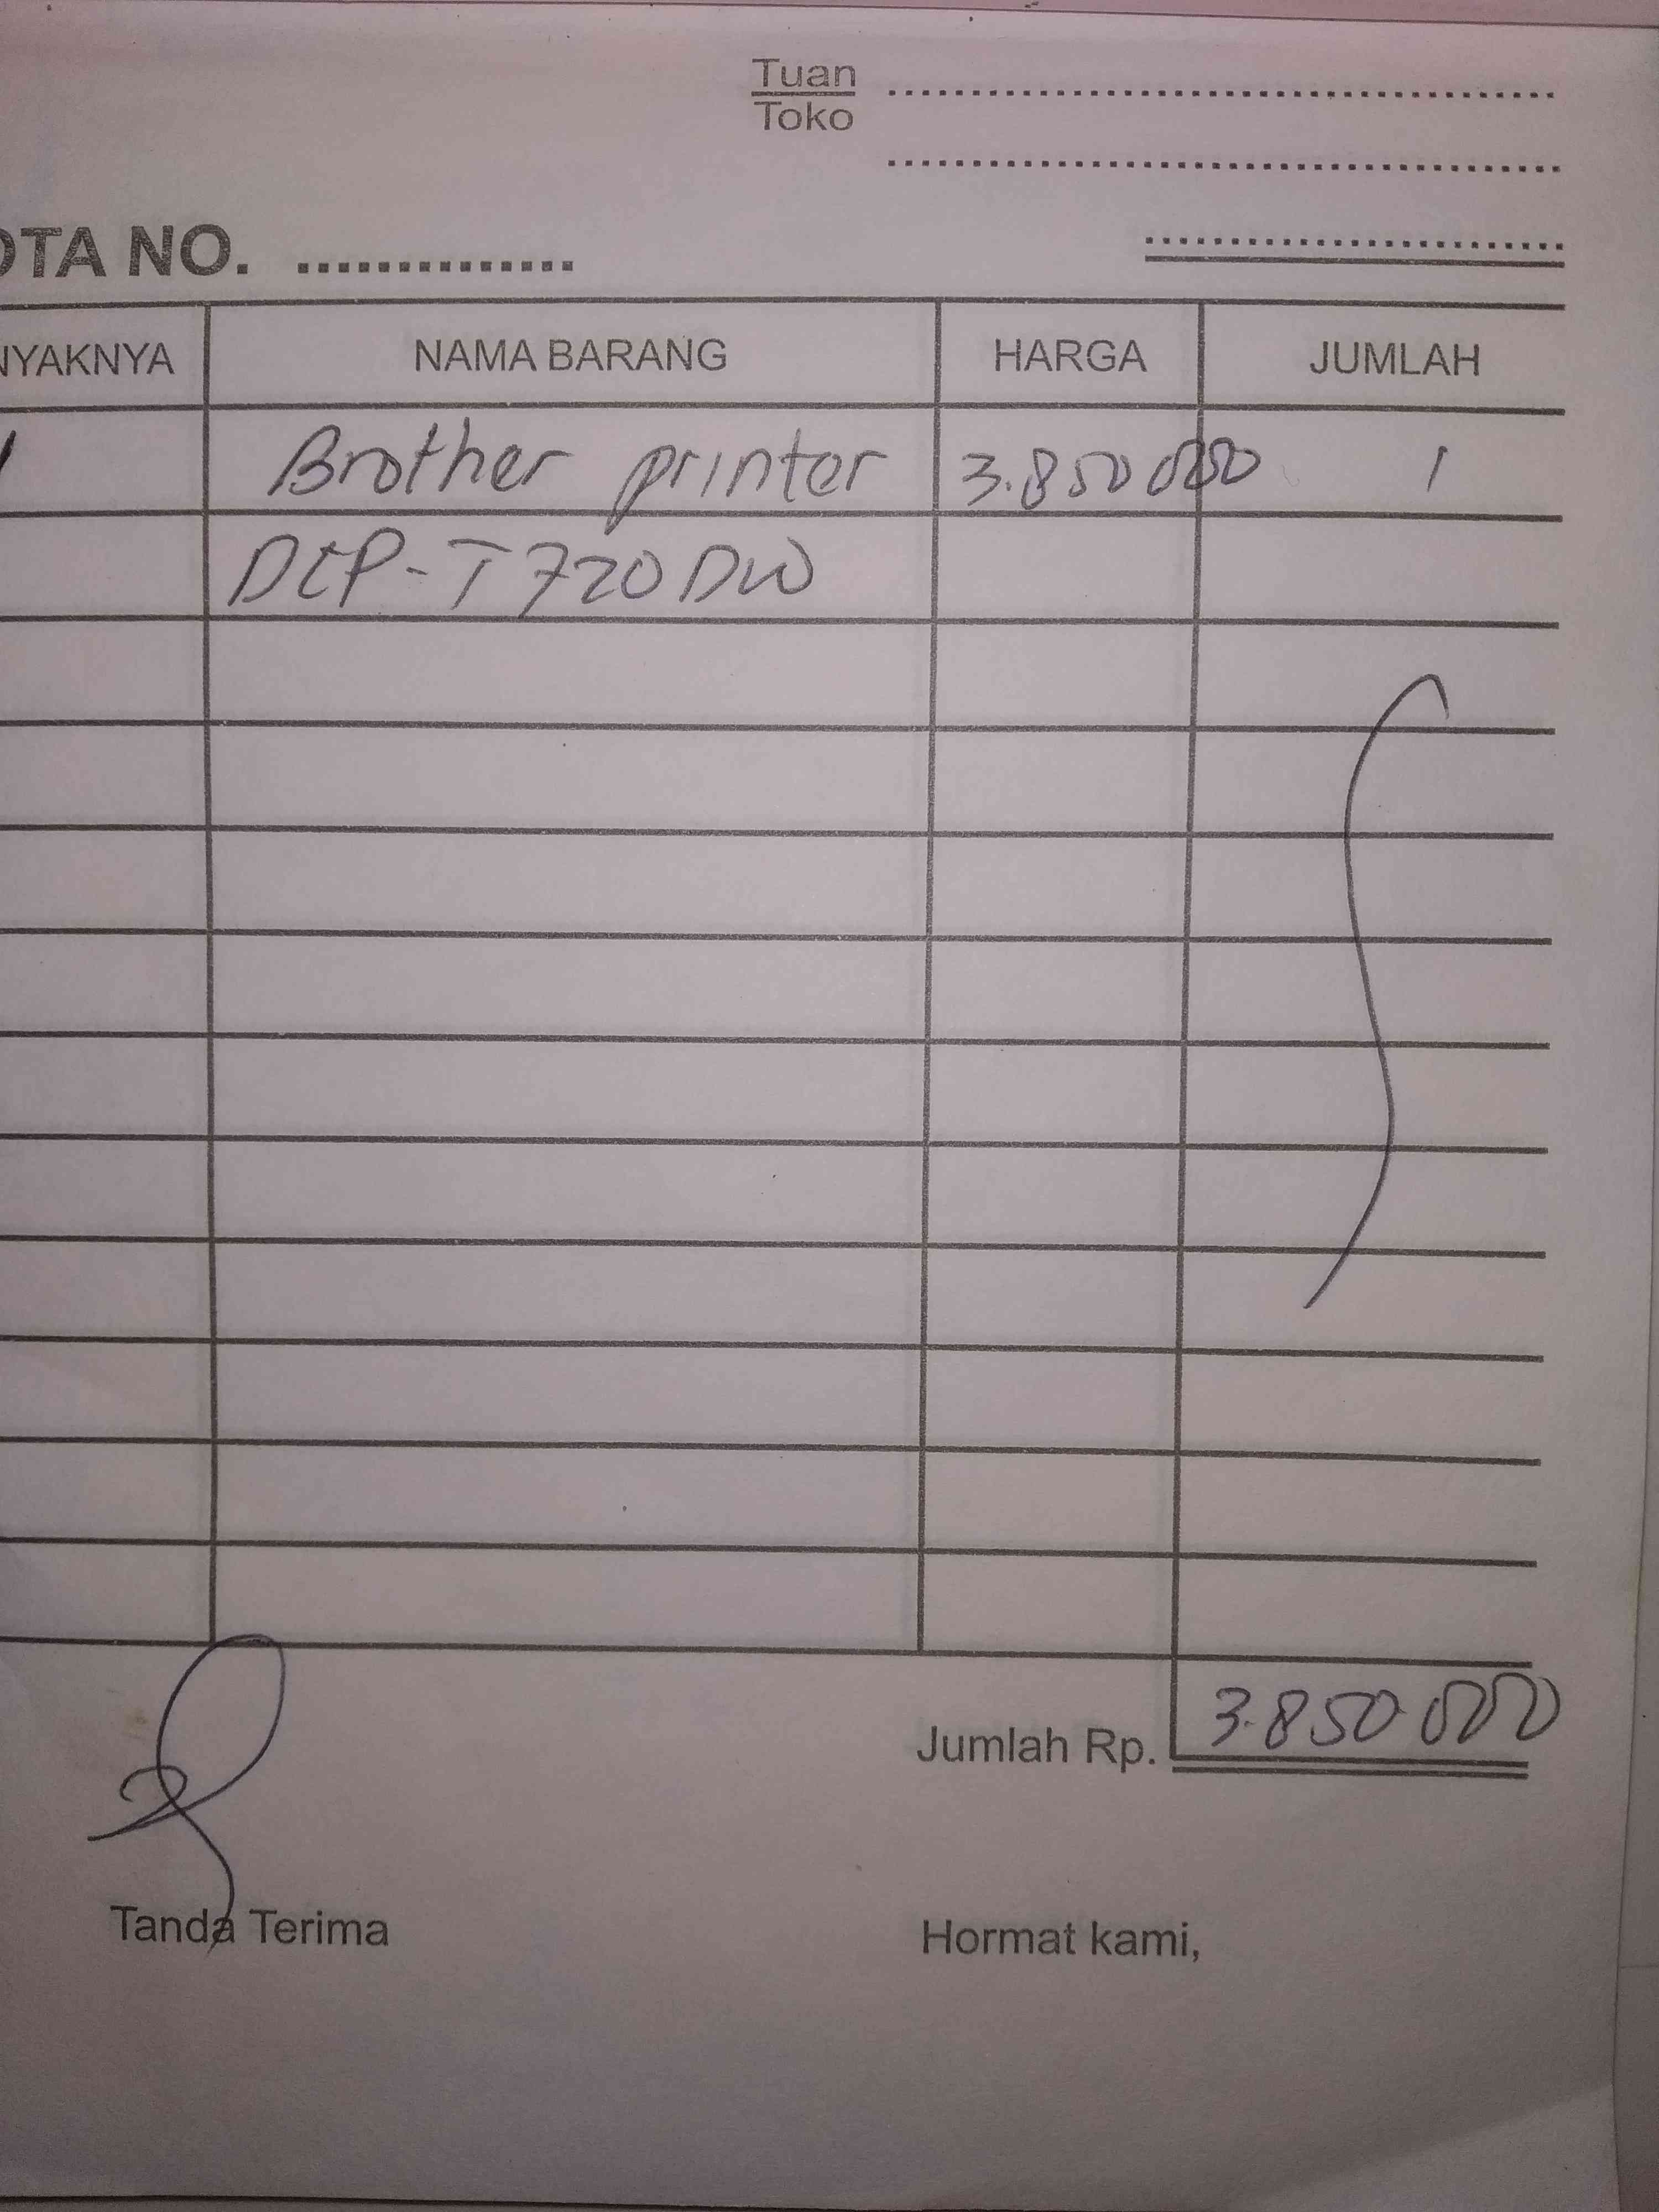 Tuan
Toko
OTA NO. ..............
NYAKNYA NAMA BARANG HARGA JUMLAH
1 Brother printer 3.850.000 1
DCP-T720DW
Jumlah Rp. 3.850.000
Tanda Terima Hormat kami,